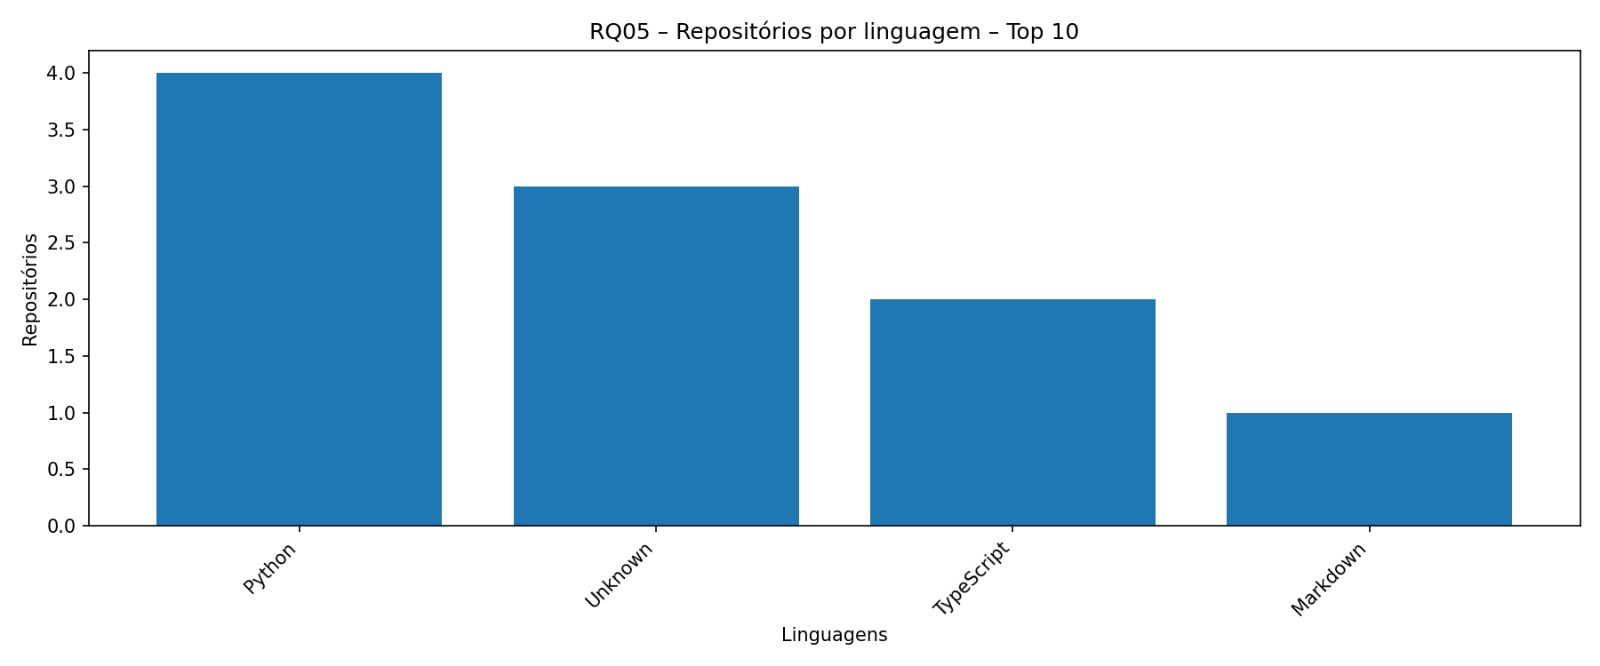 RQ05 – Repositórios por linguagem – Top 10
4.0
3.5
3.0
2.5
2.0
1.5
1.0
0.5
0.0
Repositórios
Python
Unknown
TypeScript
Markdown
Linguagens